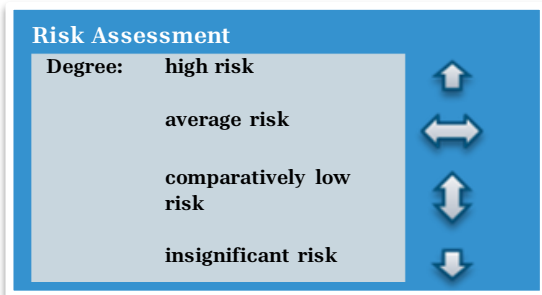 Risk Assessment
Degree: high risk
average risk
comparatively low
risk
insignificant risk